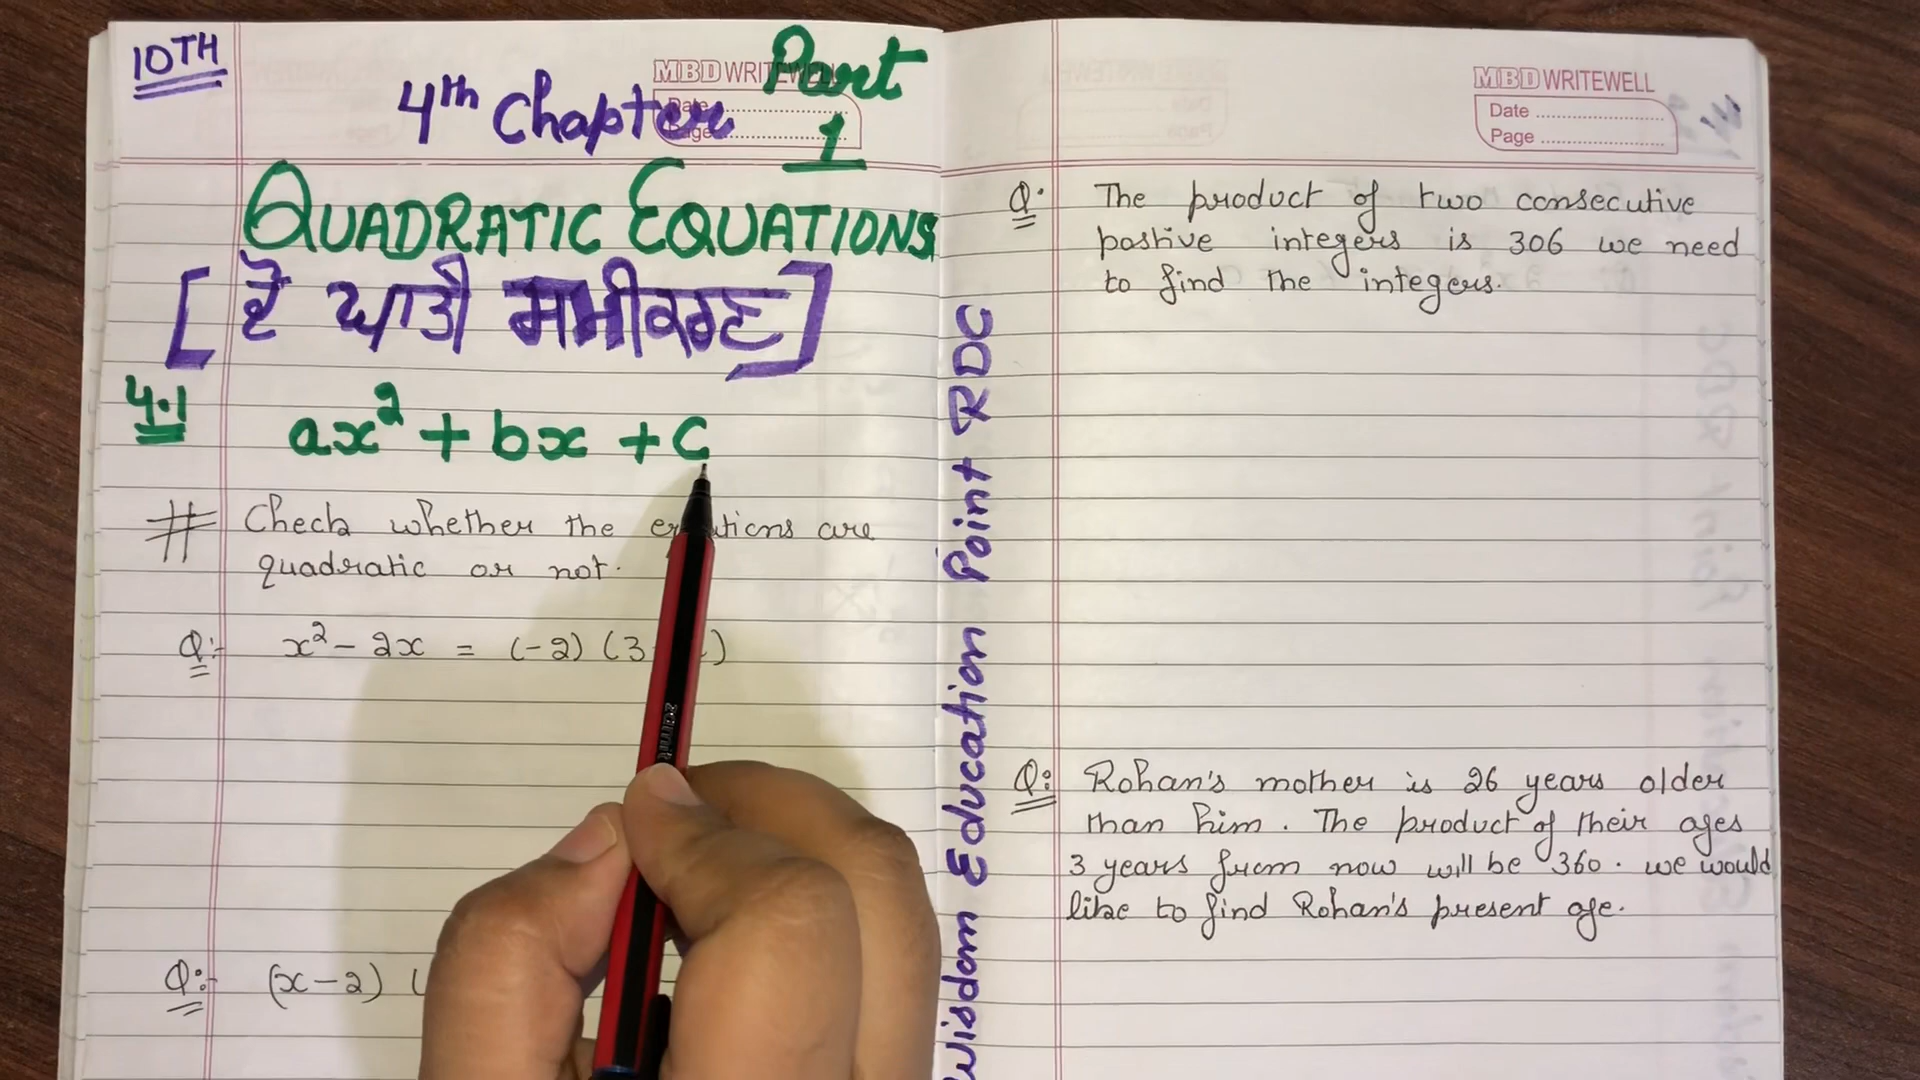 10TH
Part
1
4th Chapter
MBD WRITEWELL
Date
Page
QUADRATIC EQUATIONS
[ ਦੋ ਘਾਤੀ ਸਮੀਕਰਣ ]
4.1
ax² + bx + c
# Check whether the are
quadratic or not.
Q:- x² - 2x = (-2) (3 )
Q:- (x-2) (
Wisdom Education Point RDC
MBD WRITEWELL
Date
Page
Q. The product of two consecutive
postive integers is 306 we need
to find the integers.
Q: Rohan's mother is 26 years older
than him. The product of their ages
3 years from now will be 360. we would
like to find Rohan's present age.